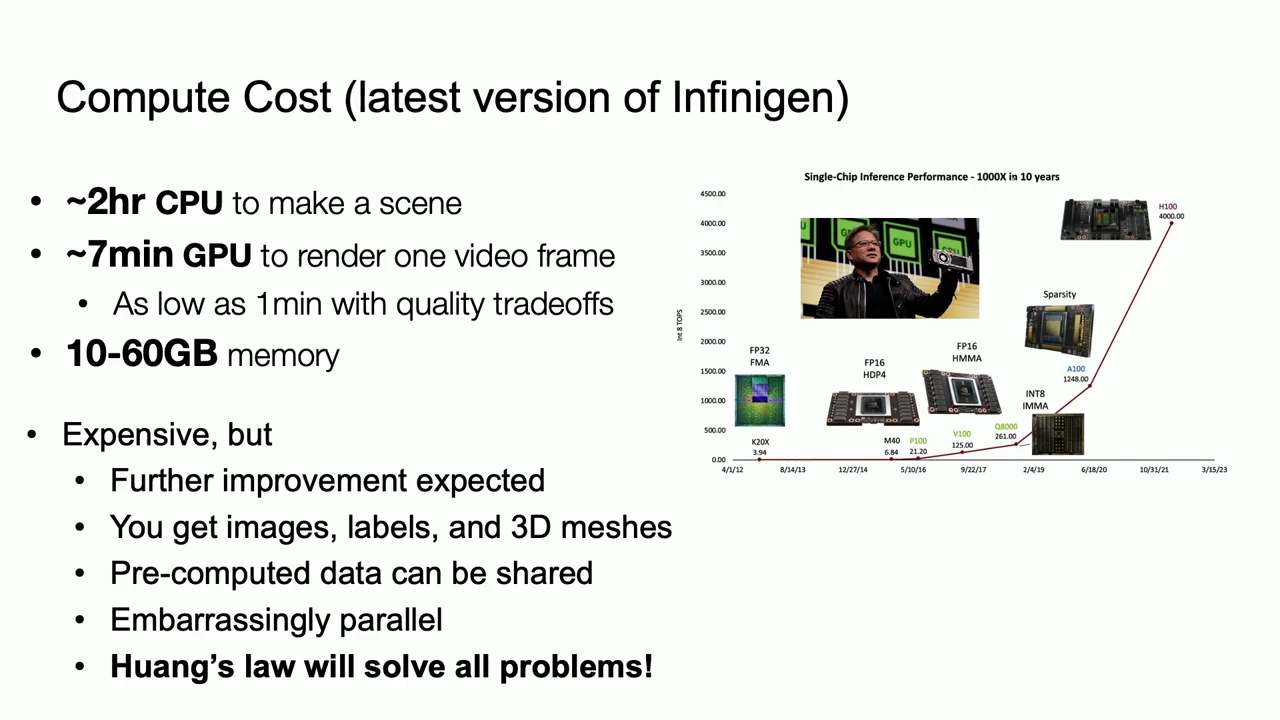 Compute Cost (latest version of Infinigen)
• ~2hr CPU to make a scene
• ~7min GPU to render one video frame
• As low as 1min with quality tradeoffs
• 10-60GB memory
• Expensive, but
• Further improvement expected
• You get images, labels, and 3D meshes
• Pre-computed data can be shared
• Embarrassingly parallel
• Huang's law will solve all problems!
Single-Chip Inference Performance - 1000X in 10 years
Int 8 TOPS
4500.00
4000.00
3500.00
3000.00
2500.00
2000.00
1500.00
1000.00
500.00
0.00
4/1/12
8/14/13
12/27/14
5/10/16
9/22/17
2/4/19
6/18/20
10/31/21
3/15/23
FP32
FMA
K20X
3.94
FP16
HDP4
M40
6.84
P100
21.20
FP16
HMMA
V100
125.00
Q8000
261.00
INT8
IMMA
Sparsity
A100
1248.00
H100
4000.00
GPU
GPU
GPU